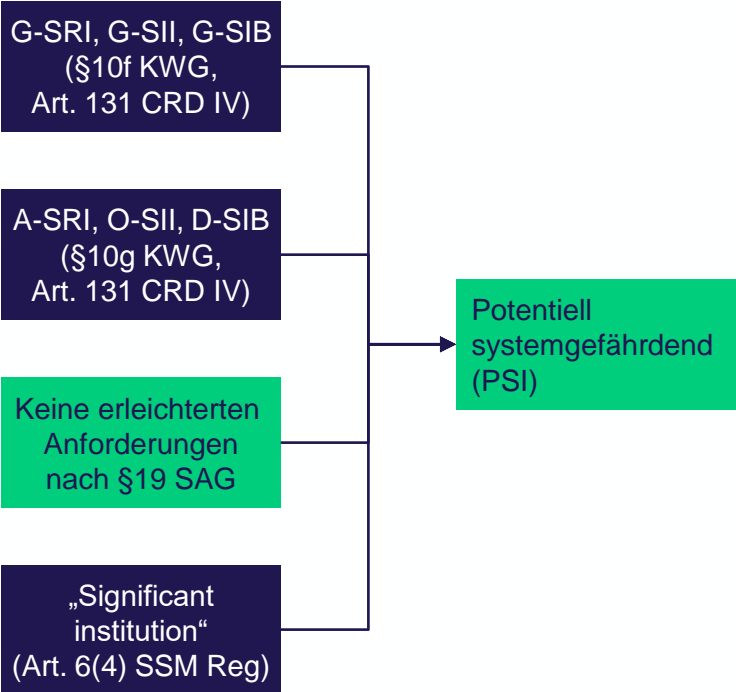 G-SRI, G-SII, G-SIB
(§10f KWG,
Art. 131 CRD IV)
A-SRI, O-SII, D-SIB
(§10g KWG,
Art. 131 CRD IV)
Potentiell
systemgefährdend
(PSI)
Keine erleichterten
Anforderungen
nach §19 SAG
„Significant
institution“
(Art. 6(4) SSM Reg)